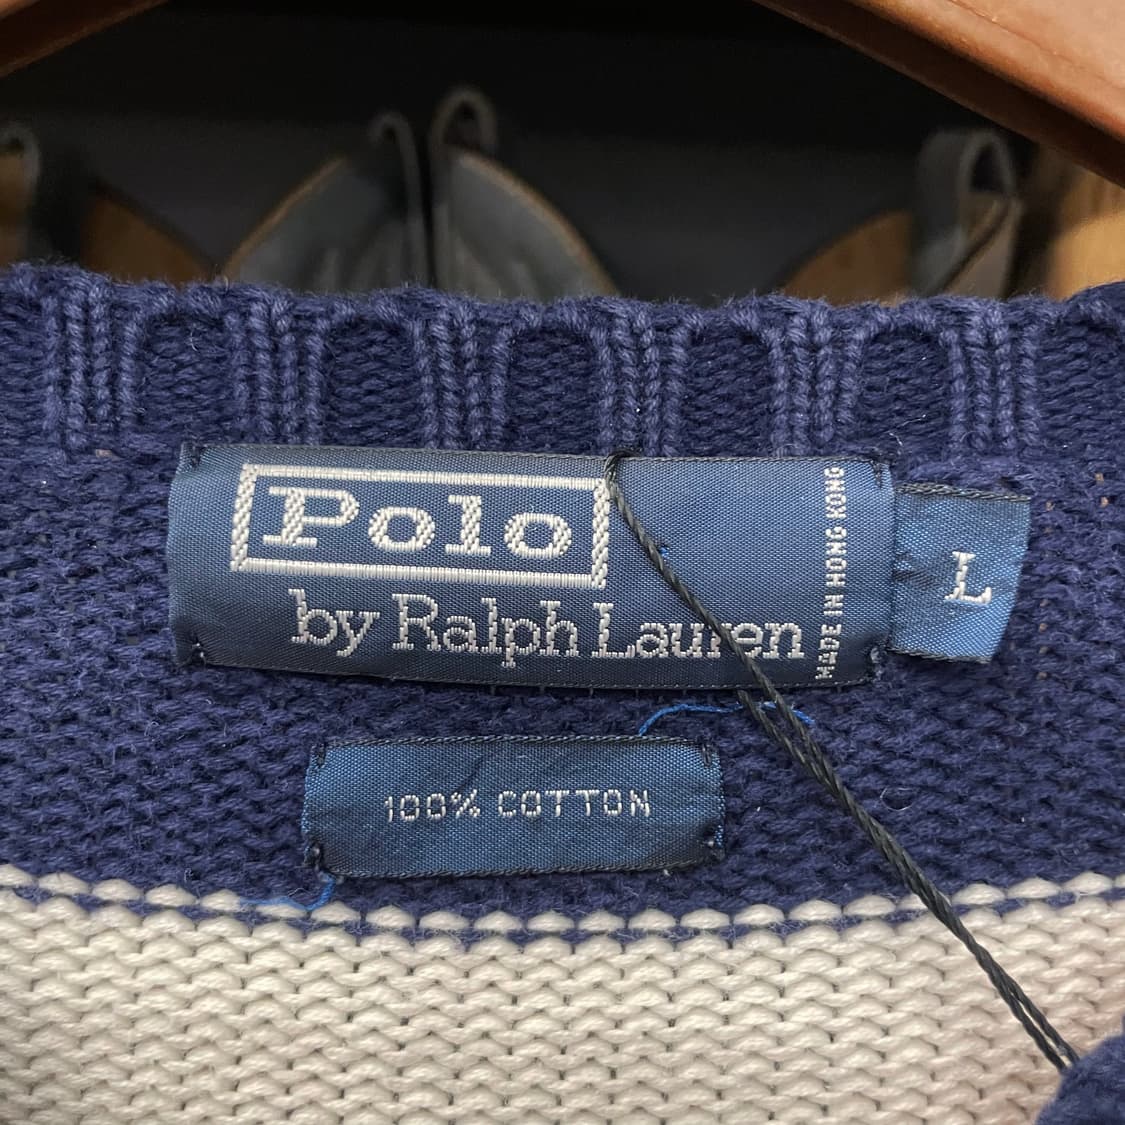 Polo
by Ralph Lauren
MADE IN HONG KONG
L
100% COTTON